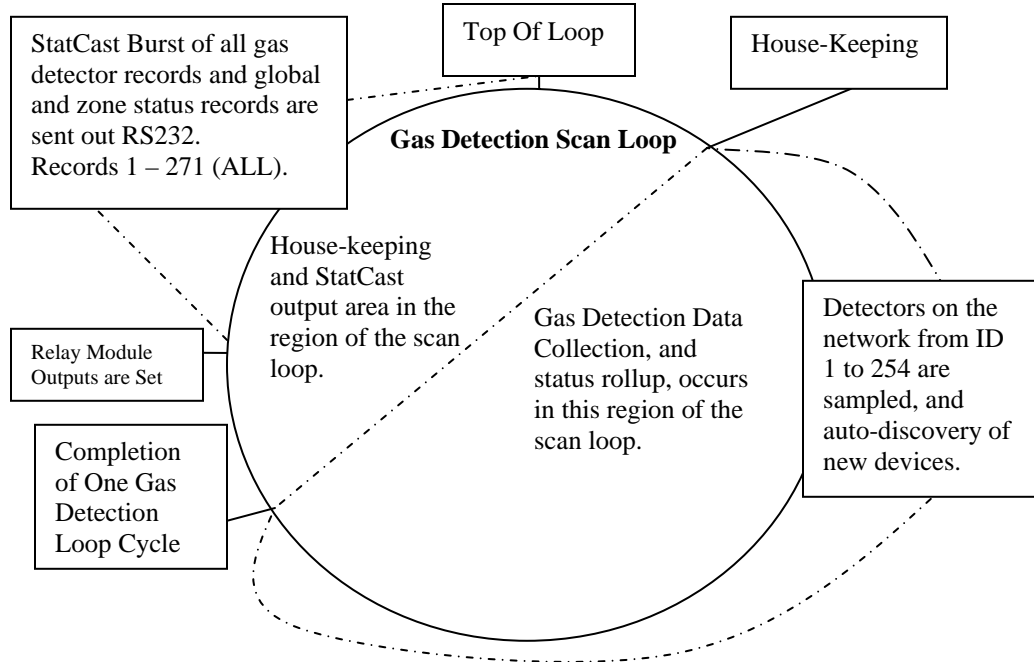 StatCast Burst of all gas
detector records and global
and zone status records are
sent out RS232.
Records 1 – 271 (ALL).
Top Of Loop
House-Keeping
Gas Detection Scan Loop
House-keeping
and StatCast
output area in the
region of the scan
loop.
Gas Detection Data
Collection, and
status rollup, occurs
in this region of the
scan loop.
Detectors on the
network from ID
1 to 254 are
sampled, and
auto-discovery of
new devices.
Relay Module
Outputs are Set
Completion
of One Gas
Detection
Loop Cycle